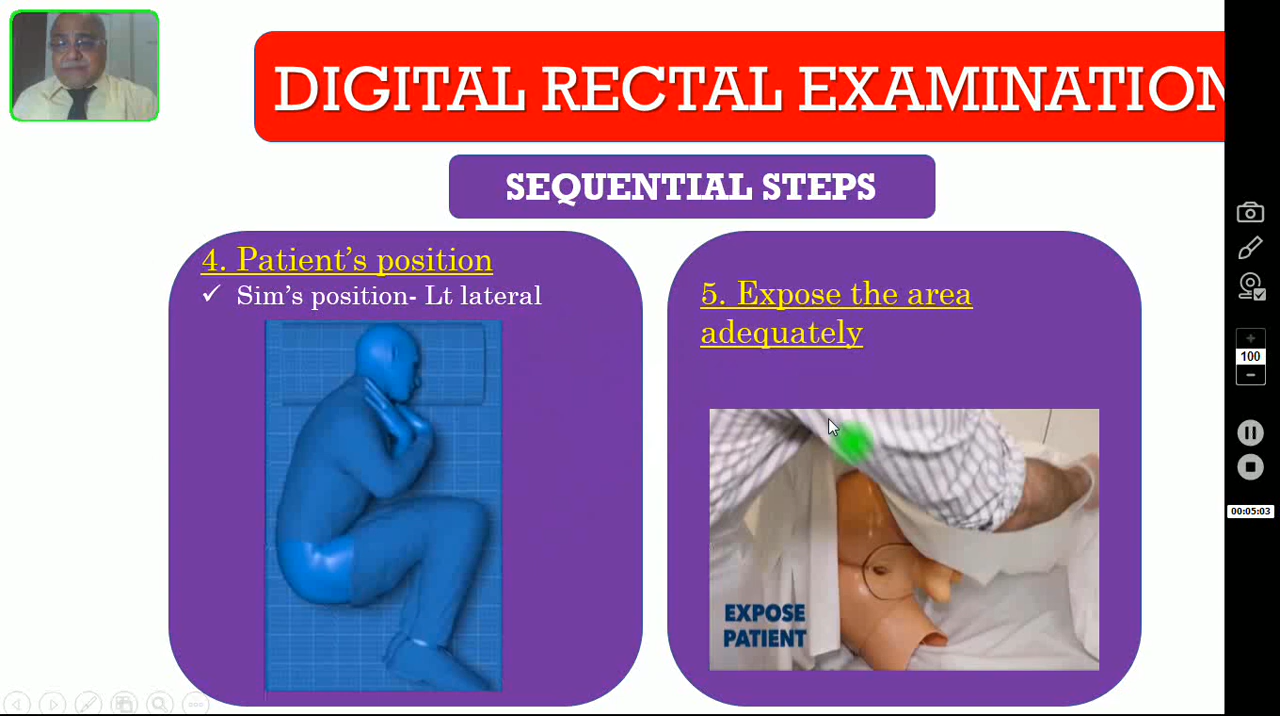 DIGITAL RECTAL EXAMINATION
SEQUENTIAL STEPS
4. Patient's position
✓ Sim's position- Lt lateral
5. Expose the area
adequately
EXPOSE
PATIENT
100
00:05:03